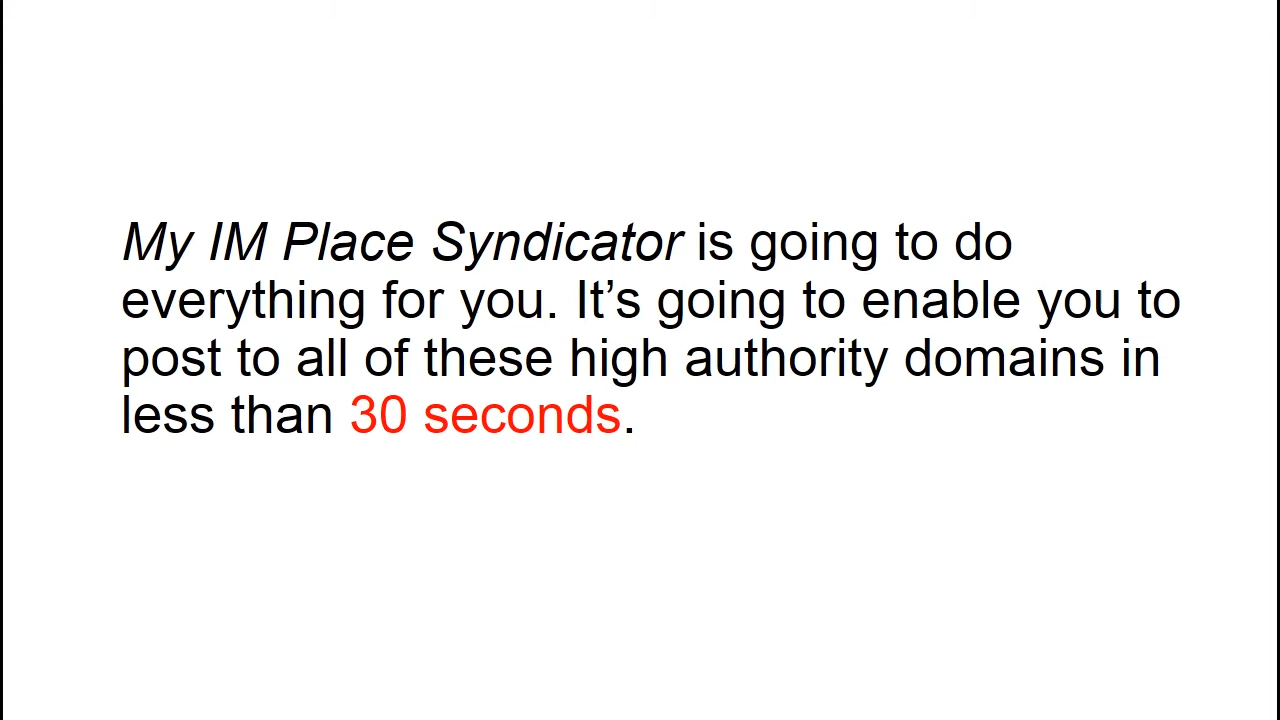 My IM Place Syndicator is going to do
everything for you. It’s going to enable you to
post to all of these high authority domains in
less than 30 seconds.